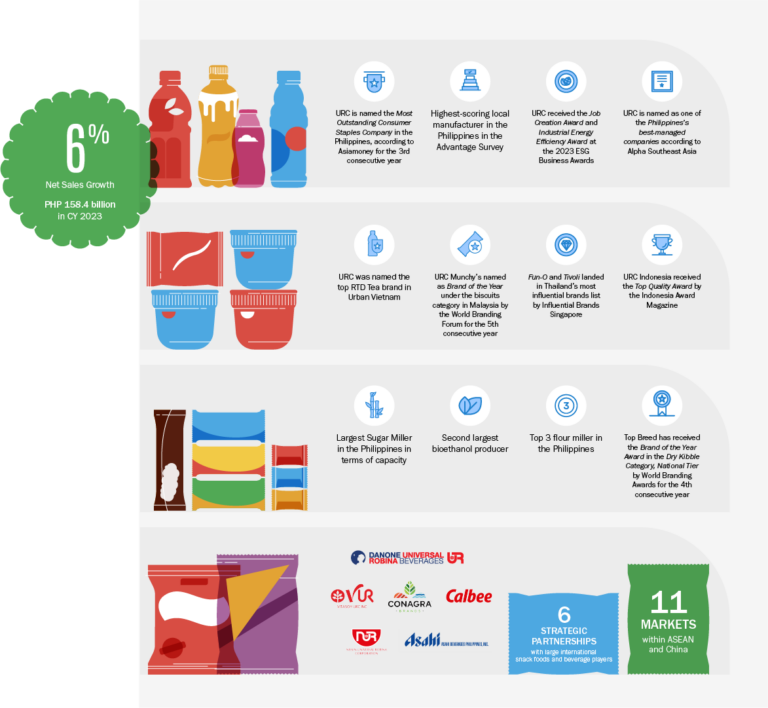 6%
Net Sales Growth
PHP 158.4 billion
in CY 2023
URC is named the Most
Outstanding Consumer
Staples Company in the
Philippines, according to
Asiamoney for the 3rd
consecutive year
Highest-scoring local
manufacturer in the
Philippines in the
Advantage Survey
URC received the Job
Creation Award and
Industrial Energy
Efficiency Award at
the 2023 ESG
Business Awards
URC is named as one of
the Philippines's
best-managed
companies according to
Alpha Southeast Asia
URC was named the
top RTD Tea brand in
Urban Vietnam
URC Munchy's named
as Brand of the Year
under the biscuits
category in Malaysia by
the World Branding
Forum for the 5th
consecutive year
Fun-O and Tivoli landed
in Thailand's most
influential brands list
by Influential Brands
Singapore
URC Indonesia received
the Top Quality Award by
the Indonesia Award
Magazine
Largest Sugar Miller
in the Philippines in
terms of capacity
Second largest
bioethanol producer
3
Top 3 flour miller in
the Philippines
Top Breed has received
the Brand of the Year
Award in the Dry Kibble
Category, National Tier
by World Branding
Awards for the 4th
consecutive year
DANONE UNIVERSAL
ROBINA BEVERAGES
VUR
CONAGRA
Calbee
NUR
Asahi
6
STRATEGIC
PARTNERSHIPS
with large international
snack foods and beverage players
11
MARKETS
within ASEAN
and China